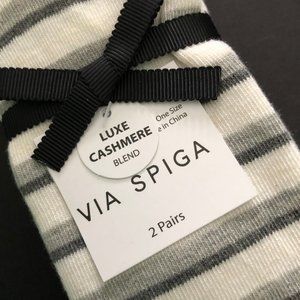 LUXE
CASHMERE
BLEND
One Size
e in China
VIA SPIGA
2 Pairs